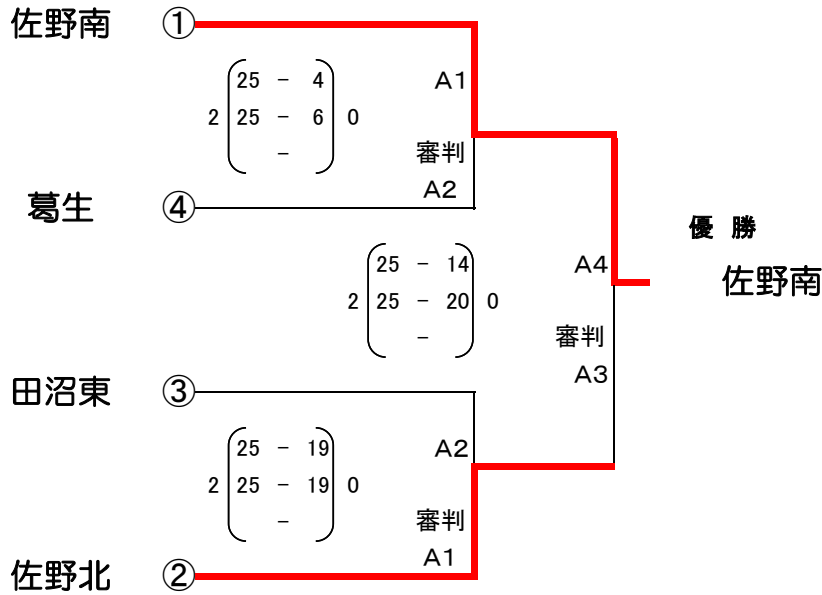 佐野南 ①
25 - 4 A1
2 25 - 6 0
- 審判
A2
葛生 ④
優 勝
25 - 14 A4
佐野南
2 25 - 20 0
- 審判
A3
田沼東 ③
25 - 19 A2
2 25 - 19 0
- 審判
A1
佐野北 ②